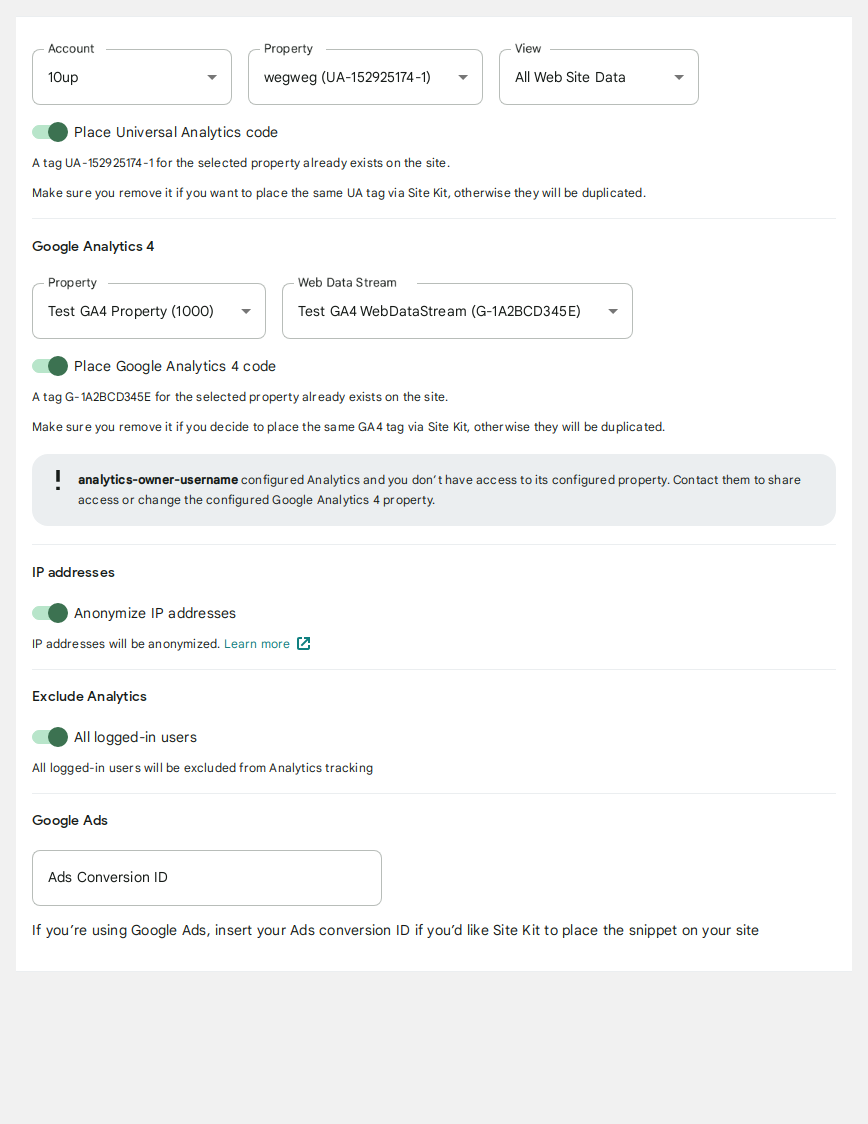 Account Property View
10up wegweg (UA-152925174-1) All Web Site Data
Place Universal Analytics code
A tag UA-152925174-1 for the selected property already exists on the site.
Make sure you remove it if you want to place the same UA tag via Site Kit, otherwise they will be duplicated.
Google Analytics 4
Property Web Data Stream
Test GA4 Property (1000) Test GA4 WebDataStream (G-1A2BCD345E)
Place Google Analytics 4 code
A tag G-1A2BCD345E for the selected property already exists on the site.
Make sure you remove it if you decide to place the same GA4 tag via Site Kit, otherwise they will be duplicated.
analytics-owner-username configured Analytics and you don’t have access to its configured property. Contact them to share
access or change the configured Google Analytics 4 property.
IP addresses
Anonymize IP addresses
IP addresses will be anonymized. Learn more
Exclude Analytics
All logged-in users
All logged-in users will be excluded from Analytics tracking
Google Ads
Ads Conversion ID
If you’re using Google Ads, insert your Ads conversion ID if you’d like Site Kit to place the snippet on your site